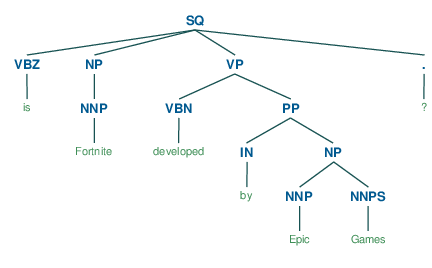 SQ
VBZ NP VP .
is NNP VBN PP ?
Fortnite developed IN NP
by NNP NNPS
Epic Games